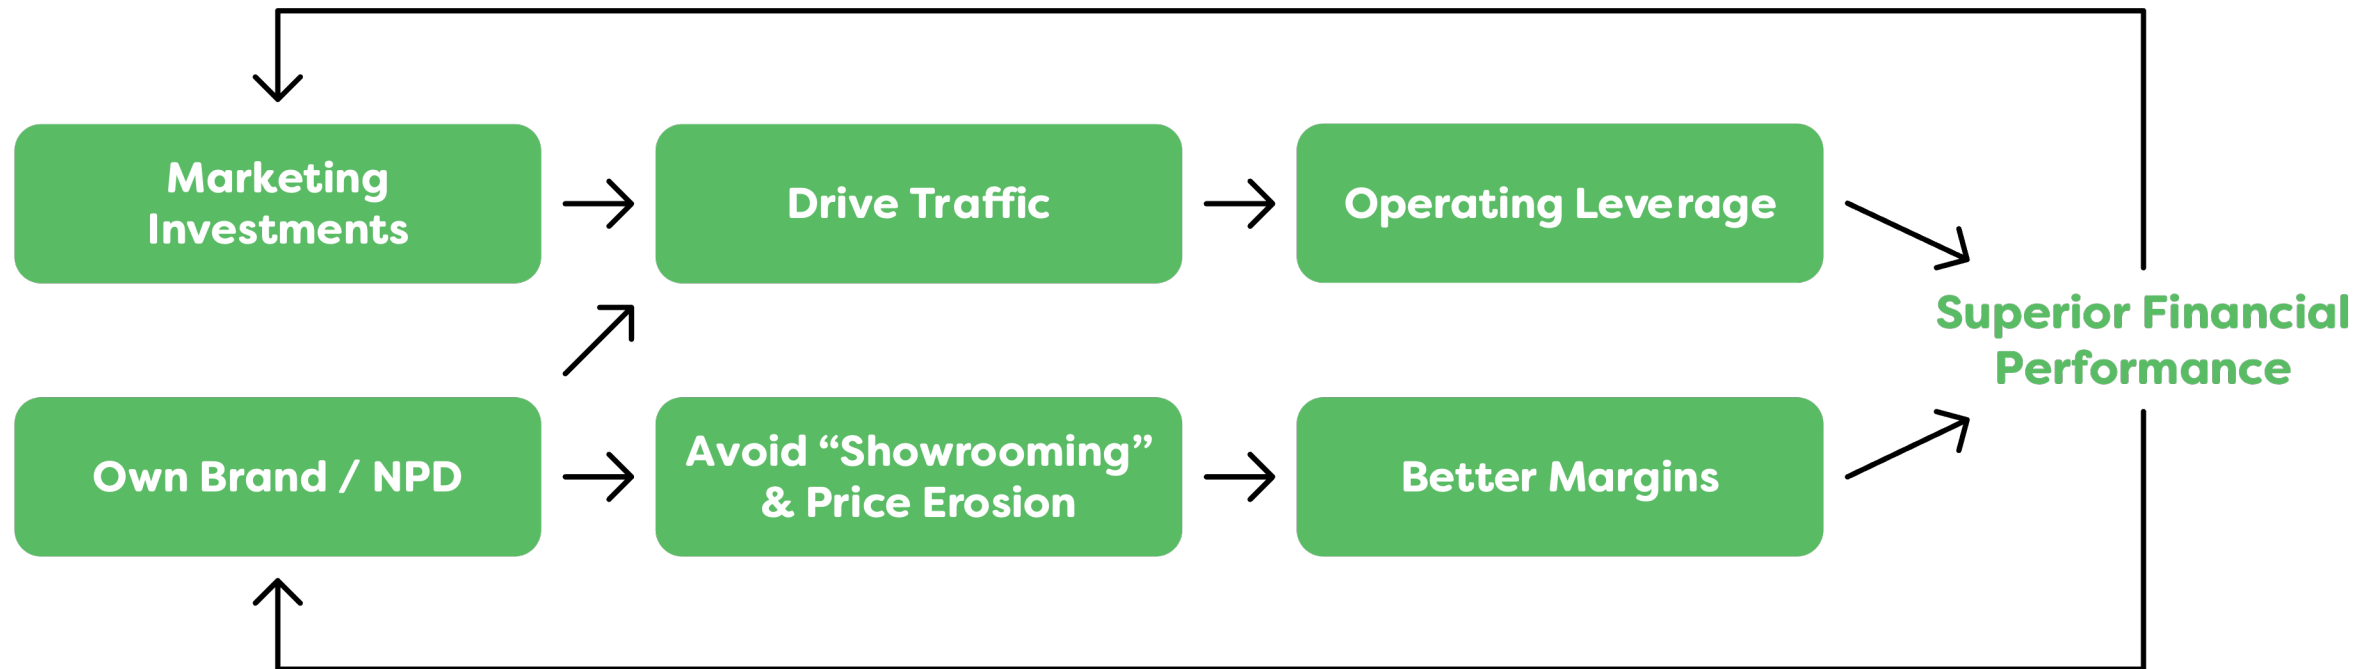 Marketing
Investments
Drive Traffic
Operating Leverage
Superior Financial
Performance
Own Brand / NPD
Avoid “Showrooming”
& Price Erosion
Better Margins